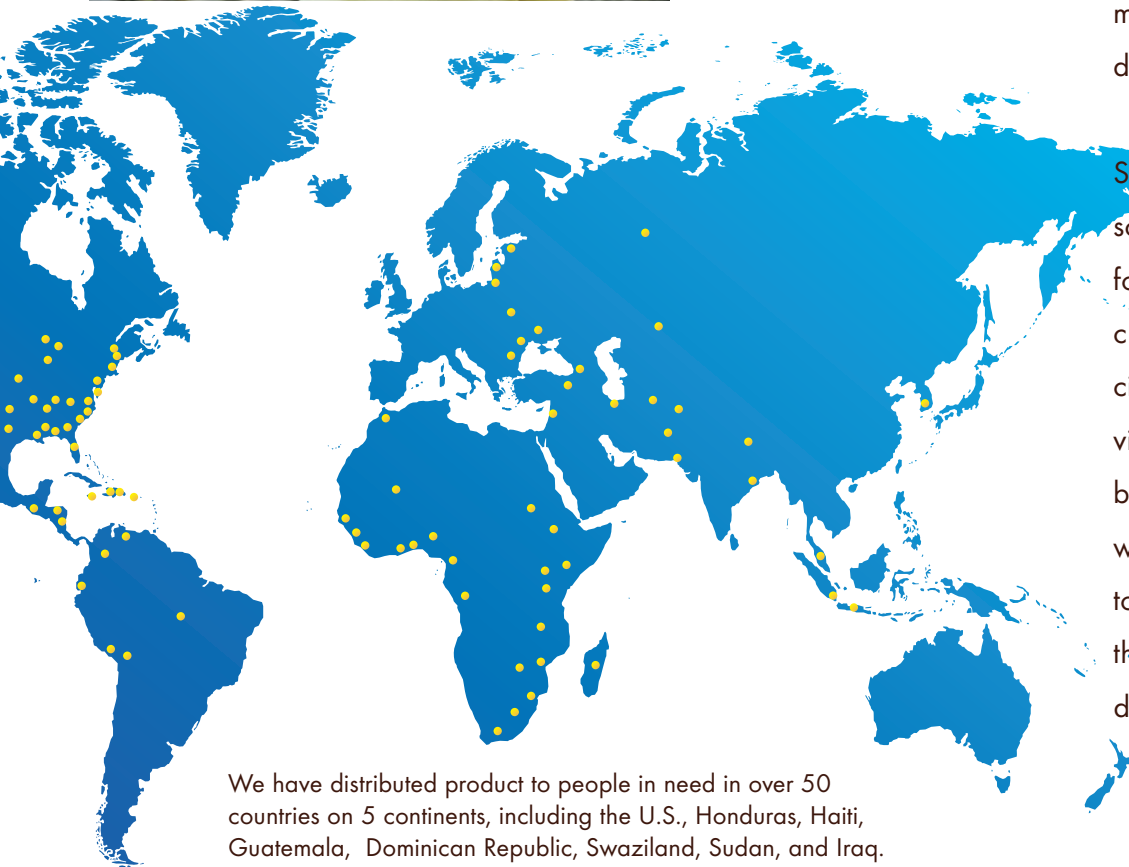 We have distributed product to people in need in over 50
countries on 5 continents, including the U.S., Honduras, Haiti,
Guatemala, Dominican Republic, Swaziland, Sudan, and Iraq.